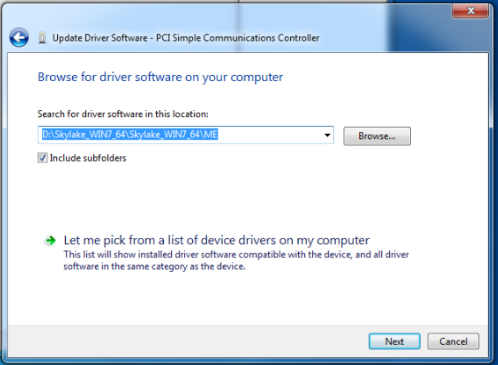 Update Driver Software - PCI Simple Communications Controller
Browse for driver software on your computer
Search for driver software in this location:
D:\Skylake_WIN7_64\Skylake_WIN7_64\ME
Browse...
Include subfolders
Let me pick from a list of device drivers on my computer
This list will show installed driver software compatible with the device, and all driver
software in the same category as the device.
Next Cancel